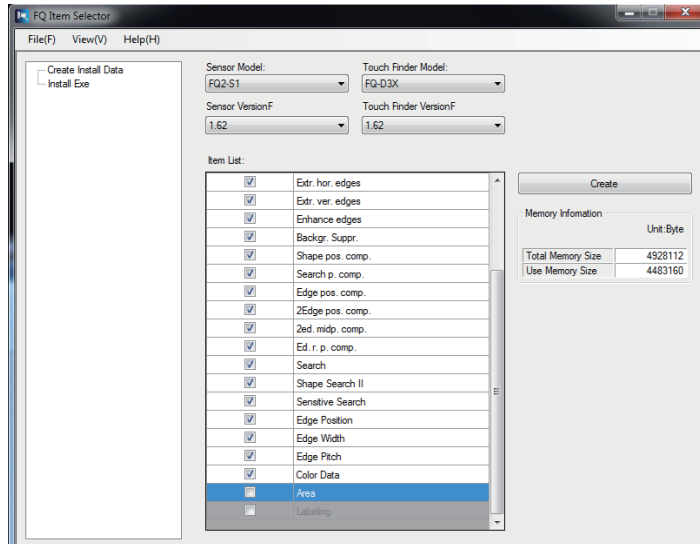 FQ Item Selector
File(F) View(V) Help(H)
Create Install Data
Install Exe
Sensor Model: Touch Finder Model:
FQ2-S1 FQ-D3X
Sensor VersionF Touch Finder VersionF
1.62 1.62
Item List:
Extr. hor. edges
Extr. ver. edges
Enhance edges
Backgr. Suppr.
Shape pos. comp.
Search p. comp.
Edge pos. comp.
2Edge pos. comp.
2ed. midp. comp.
Ed. r. p. comp.
Search
Shape Search II
Sensitive Search
Edge Position
Edge Width
Edge Pitch
Color Data
Area
Labeling
Create
Memory Infomation
Unit:Byte
Total Memory Size 4928112
Use Memory Size 4483160